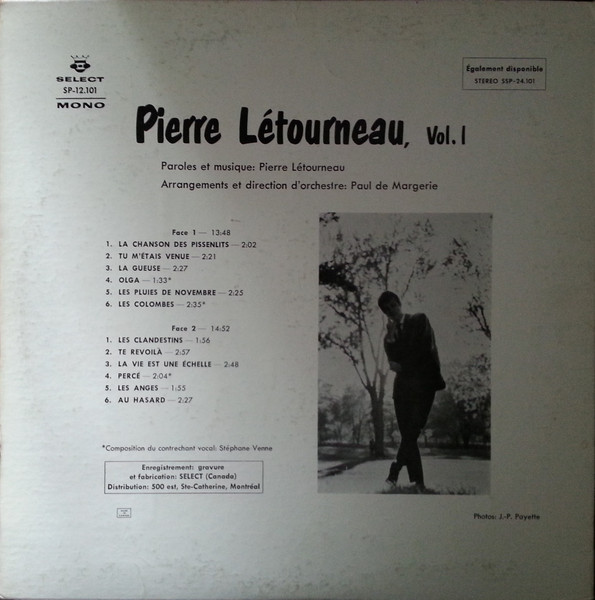 SELECT
SP-12.101
MONO
Également disponible
STEREO SSP-24.101
Pierre Létourneau, Vol. I
Paroles et musique: Pierre Létourneau
Arrangements et direction d'orchestre: Paul de Margerie
Face 1 — 13:48
1. LA CHANSON DES PISSENLITS — 2:02
2. TU M'ÉTAIS VENUE — 2:21
3. LA GUEUSE — 2:27
4. OLGA — 1:33*
5. LES PLUIES DE NOVEMBRE — 2:25
6. LES COLOMBES — 2:35*
Face 2 — 14:52
1. LES CLANDESTINS — 1:56
2. TE REVOILÀ — 2:57
3. LA VIE EST UNE ÉCHELLE — 2:48
4. PERCÉ — 2:04*
5. LES ANGES — 1:55
6. AU HASARD — 2:27
*Composition du contrechant vocal: Stéphane Venne
Enregistrement: gravure
et fabrication: SELECT (Canada)
Distribution: 500 est, Ste-Catherine, Montréal
Photos: J.-P. Payette